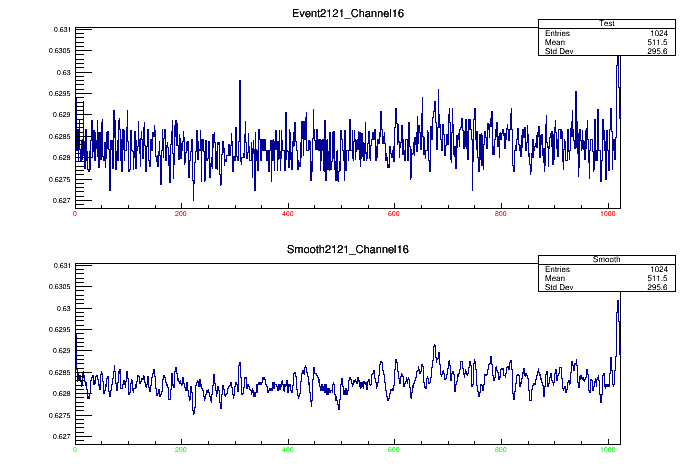 Event2121_Channel16
Test
Entries 1024
Mean 511.5
Std Dev 295.6
0.631
0.6305
0.63
0.6295
0.629
0.6285
0.628
0.6275
0.627
0 200 400 600 800 1000
Smooth2121_Channel16
Smooth
Entries 1024
Mean 511.5
Std Dev 295.6
0.631
0.6305
0.63
0.6295
0.629
0.6285
0.628
0.6275
0.627
0 200 400 600 800 1000